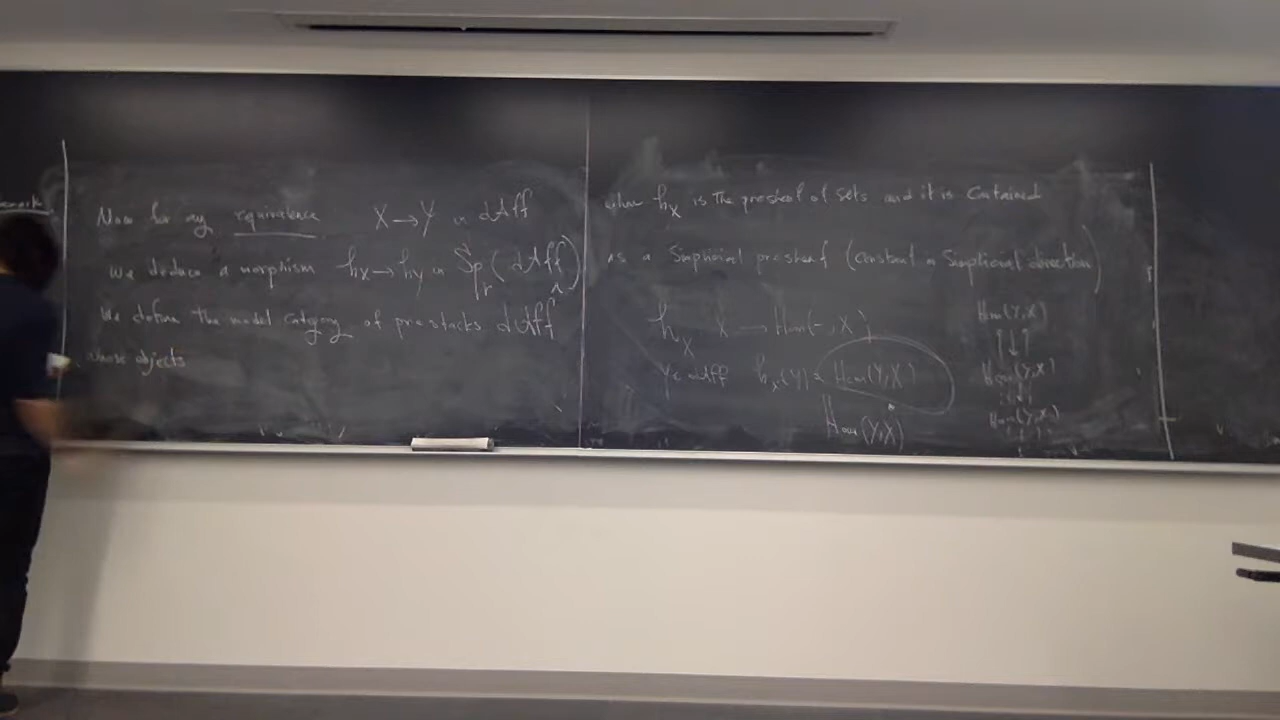 Now for any equivalence X → Y in dAff
We deduce a morphism h_X → h_Y in Spr(dAff)
We define the model category of prestacks dAff^
whose objects
where h_X is the presheaf of sets and it is contained
as a Simplicial presheaf (constant in Simplicial direction)
h_X X → Hom(-, X)
Y ∈ dAff h_X(Y) = Hom(Y,X)
Hom(Y,X)
Hom(Y,X)
↑↓↑
Hom(Y,X)
Hom(Y,X)